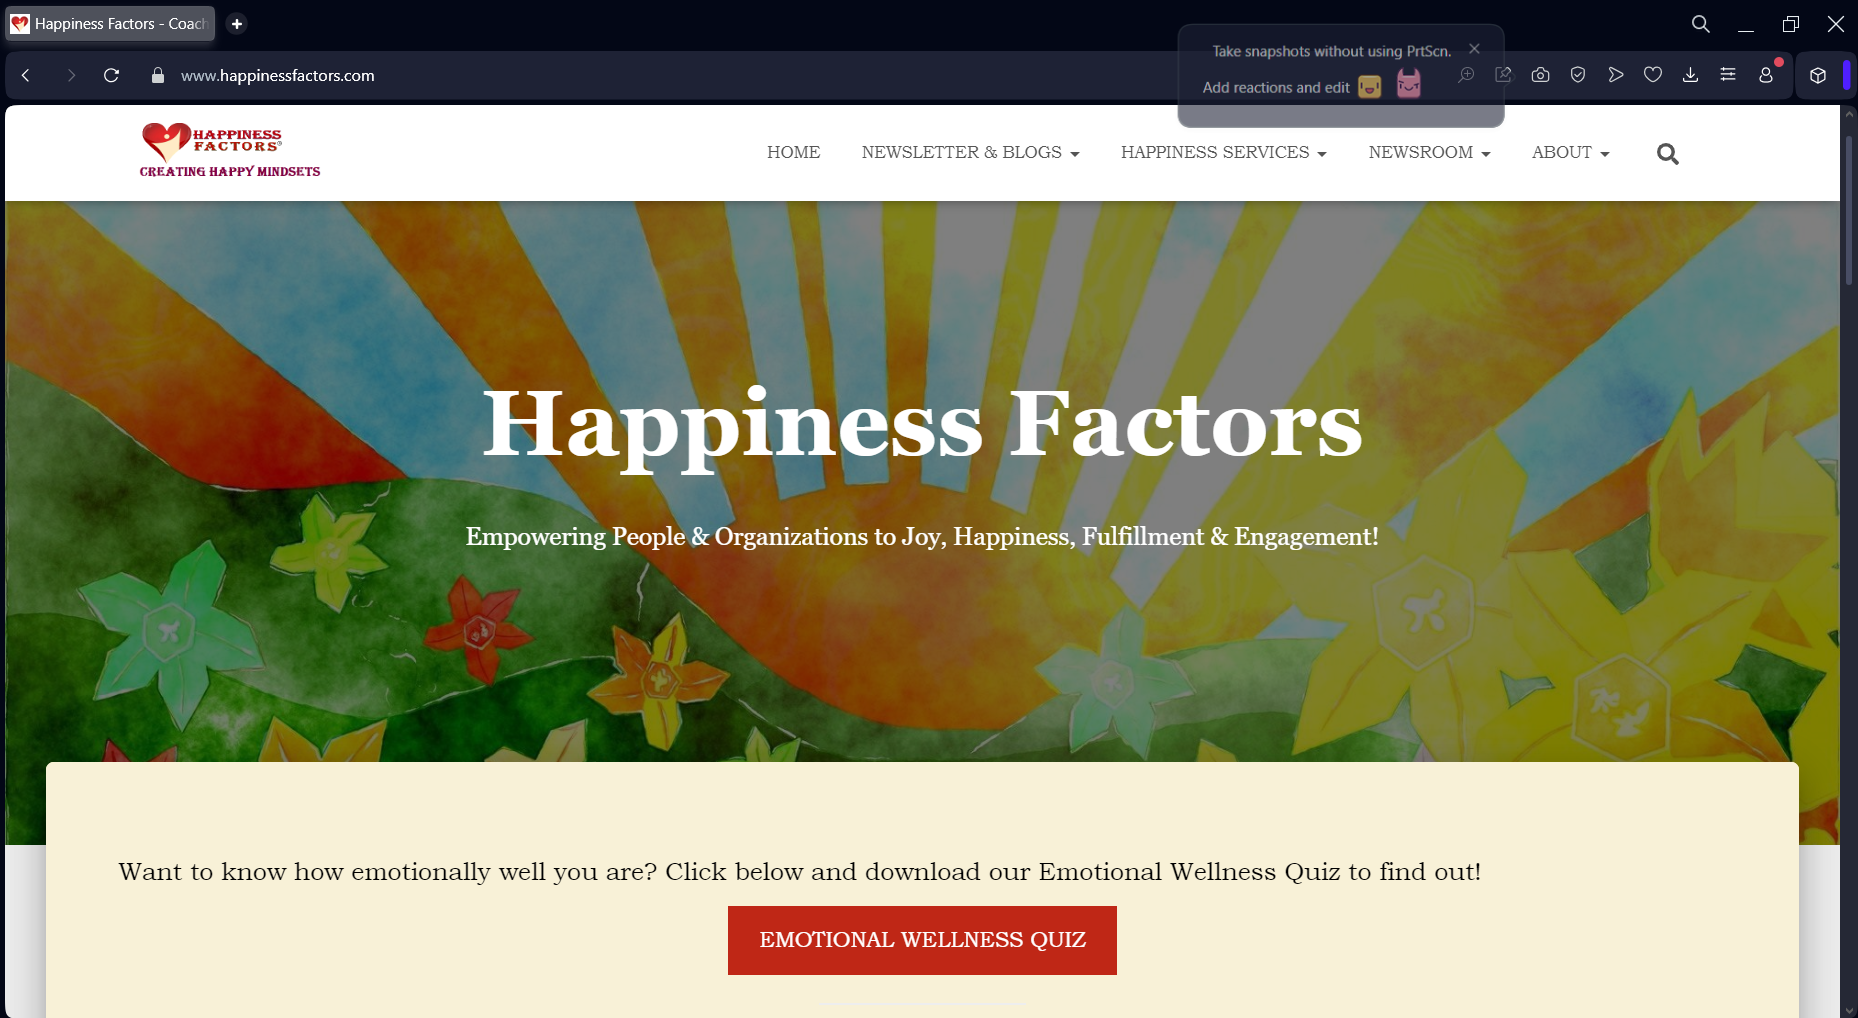 Happiness Factors - Coach
Take snapshots without using PrtScn.
Add reactions and edit
www.happinessfactors.com
HAPPINESS
FACTORS®
CREATING HAPPY MINDSETS
HOME
NEWSLETTER & BLOGS
HAPPINESS SERVICES
NEWSROOM
ABOUT
Happiness Factors
Empowering People & Organizations to Joy, Happiness, Fulfillment & Engagement!
Want to know how emotionally well you are? Click below and download our Emotional Wellness Quiz to find out!
EMOTIONAL WELLNESS QUIZ